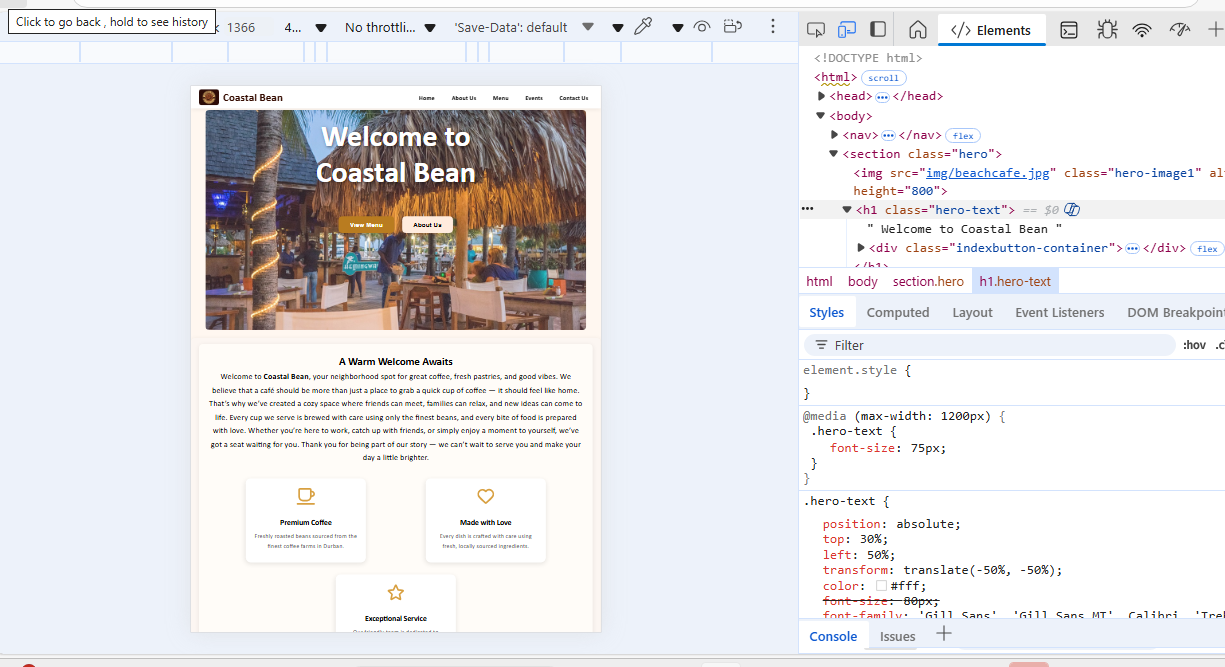 Click to go back , hold to see history
1366
4...
No throttli...
'Save-Data': default
Elements
<!DOCTYPE html>
<html>
scroll
<head> ••• </head>
<body>
<nav> ••• </nav>
flex
<section class="hero">
<img src="img/beachcafe.jpg" class="hero-image1" alt
height="800">
••• <h1 class="hero-text"> == $0
" Welcome to Coastal Bean "
<div class="indexbutton-container"> ••• </div>
flex
</h1>
html body section.hero h1.hero-text
Styles Computed Layout Event Listeners DOM Breakpoint
Filter
:hov
.cl
element.style {
}
@media (max-width: 1200px) {
.hero-text {
font-size: 75px;
}
}
.hero-text {
position: absolute;
top: 30%;
left: 50%;
transform: translate(-50%, -50%);
color: #fff;
font-size: 80px;
font-family: 'Gill Sans', 'Gill Sans MT', Calibri, 'Treb
Console Issues
Coastal Bean
Home About Us Menu Events Contact Us
Welcome to
Coastal Bean
View Menu
About Us
A Warm Welcome Awaits
Welcome to Coastal Bean, your neighborhood spot for great coffee, fresh pastries, and good vibes. We
believe that a café should be more than just a place to grab a quick cup of coffee — it should feel like home.
That's why we've created a cozy space where friends can meet, families can relax, and new ideas can come to
life. Every cup we serve is brewed with care using only the finest beans, and every bite of food is prepared
with love. Whether you're here to work, catch up with friends, or simply enjoy a moment to yourself, we've
got a seat waiting for you. Thank you for being part of our story — we can't wait to serve you and make your
day a little brighter.
Premium Coffee
Freshly roasted beans sourced from the
finest coffee farms in Durban.
Made with Love
Every dish is crafted with care using
fresh, locally sourced ingredients.
Exceptional Service
Our friendly team is dedicated to